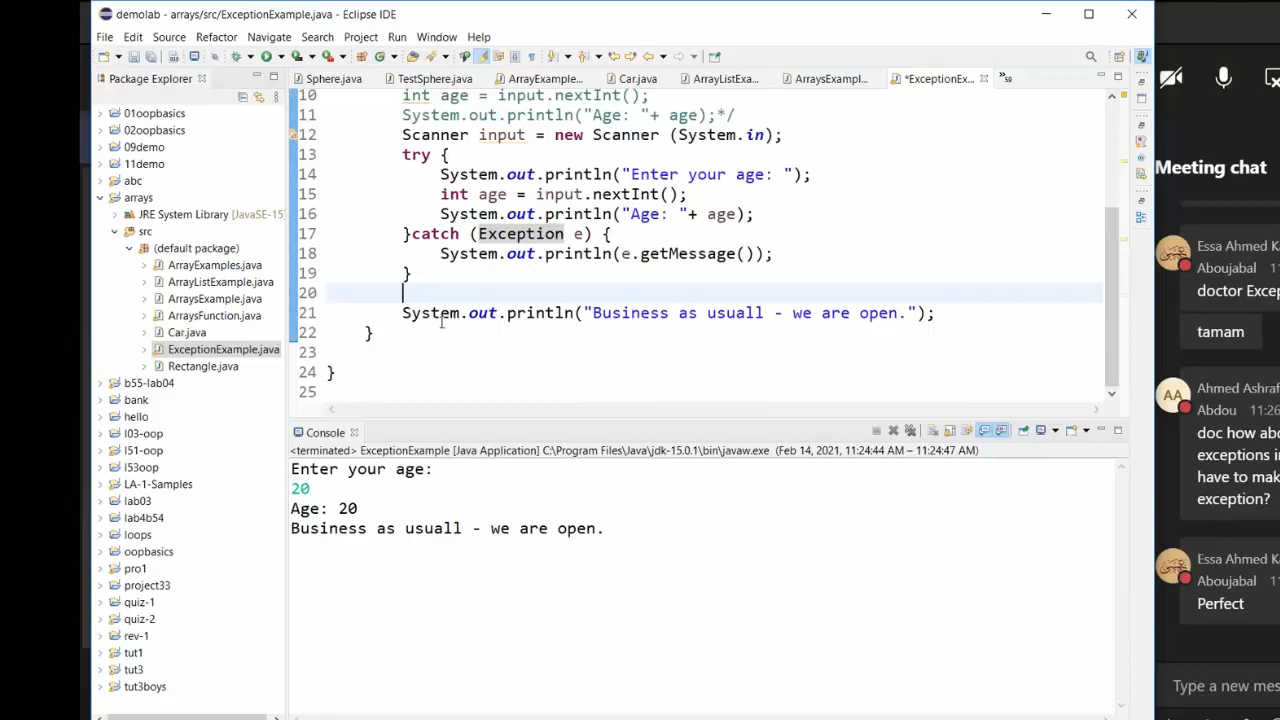 demolab - arrays/src/ExceptionExample.java - Eclipse IDE
File Edit Source Refactor Navigate Search Project Run Window Help
Package Explorer
Sphere.java TestSphere.java ArrayExample... Car.java ArrayListExa... ArraysExampl... *ExceptionEx...
01oopbasics
02oopbasics
09demo
11demo
abc
arrays
JRE System Library [JavaSE-15]
src
(default package)
ArrayExamples.java
ArrayListExample.java
ArraysExample.java
ArraysFunction.java
Car.java
ExceptionExample.java
Rectangle.java
b55-lab04
bank
hello
l03-oop
l51-oop
l53oop
LA-1-Samples
lab03
lab4b54
loops
oopbasics
pro1
project33
quiz-1
quiz-2
rev-1
tut1
tut3
tut3boys
10 int age = input.nextInt();
11 System.out.println("Age: "+ age);*/
12 Scanner input = new Scanner (System.in);
13 try {
14 System.out.println("Enter your age: ");
15 int age = input.nextInt();
16 System.out.println("Age: "+ age);
17 }catch (Exception e) {
18 System.out.println(e.getMessage());
19 }
20
21 System.out.println("Business as usuall - we are open.");
22 }
23
24 }
25
Console
<terminated> ExceptionExample [Java Application] C:\Program Files\Java\jdk-15.0.1\bin\javaw.exe (Feb 14, 2021, 11:24:44 AM – 11:24:47 AM)
Enter your age:
20
Age: 20
Business as usuall - we are open.
Meeting chat
Essa Ahmed Ka
Aboujabal
doctor Excep
tamam
Ahmed Ashraf
AA
Abdou 11:26
doc how abo
exceptions in
have to mak
exception?
Essa Ahmed Ka
Aboujabal 1
Perfect
Type a new mes